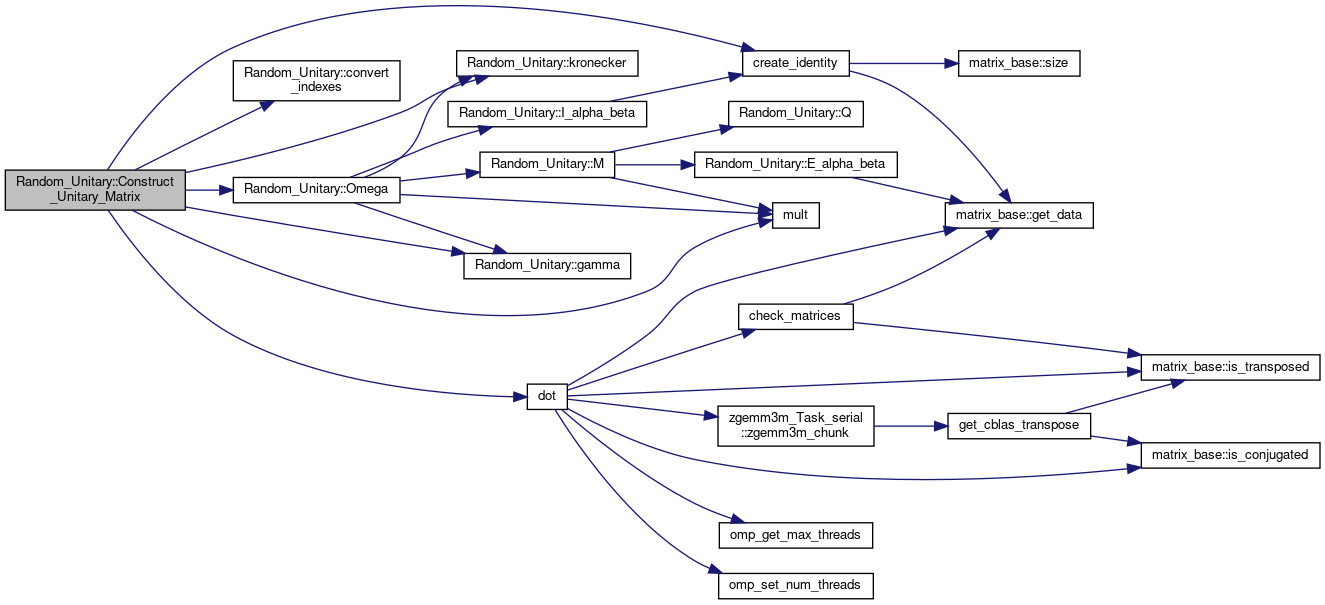 Random_Unitary::Construct
_Unitary_Matrix
Random_Unitary::convert
_indexes
Random_Unitary::Omega
Random_Unitary::kronecker
Random_Unitary::I_alpha_beta
Random_Unitary::M
Random_Unitary::gamma
dot
create_identity
Random_Unitary::Q
Random_Unitary::E_alpha_beta
mult
check_matrices
zgemm3m_Task_serial
::zgemm3m_chunk
omp_get_max_threads
omp_set_num_threads
matrix_base::size
matrix_base::get_data
get_cblas_transpose
matrix_base::is_transposed
matrix_base::is_conjugated